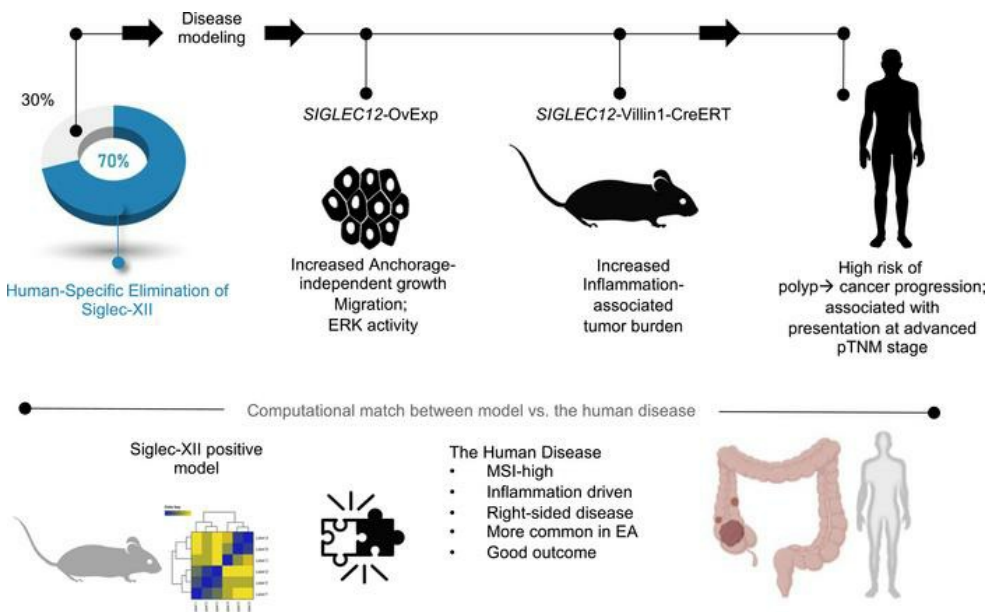 Disease
modeling
30%
70%
Human-Specific Elimination of
Siglec-XII
SIGLEC12-OvExp
Increased Anchorage-
independent growth
Migration;
ERK activity
SIGLEC12-Villin1-CreERT
Increased
Inflammation-
associated
tumor burden
High risk of
polyp→ cancer progression;
associated with
presentation at advanced
pTNM stage
Computational match between model vs. the human disease
Siglec-XII positive
model
The Human Disease
• MSI-high
• Inflammation driven
• Right-sided disease
• More common in EA
• Good outcome